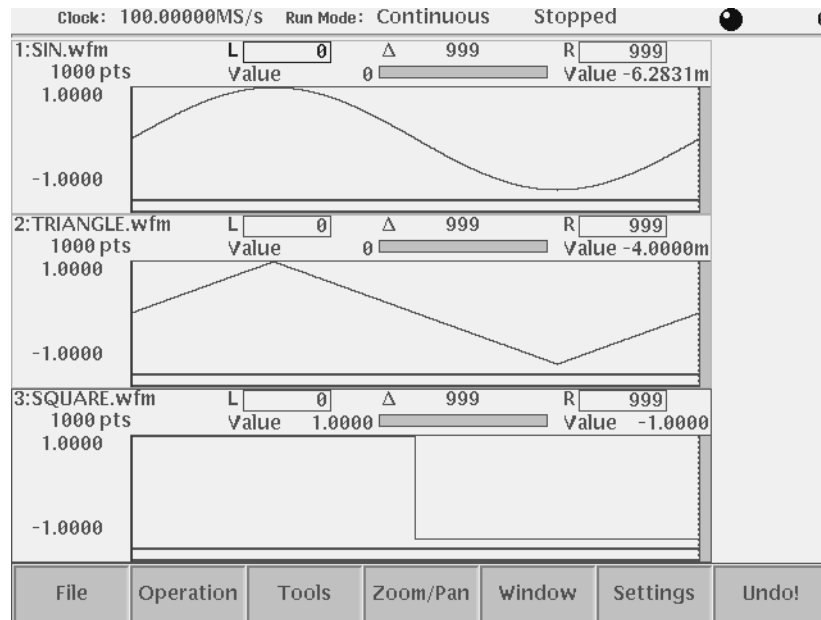 Clock: 100.00000MS/s Run Mode: Continuous Stopped
1:SIN.wfm L 0 Δ 999 R 999
1000 pts Value 0 Value -6.2831m
1.0000
-1.0000
2:TRIANGLE.wfm L 0 Δ 999 R 999
1000 pts Value 0 Value -4.0000m
1.0000
-1.0000
3:SQUARE.wfm L 0 Δ 999 R 999
1000 pts Value 1.0000 Value -1.0000
1.0000
-1.0000
File Operation Tools Zoom/Pan Window Settings Undo!